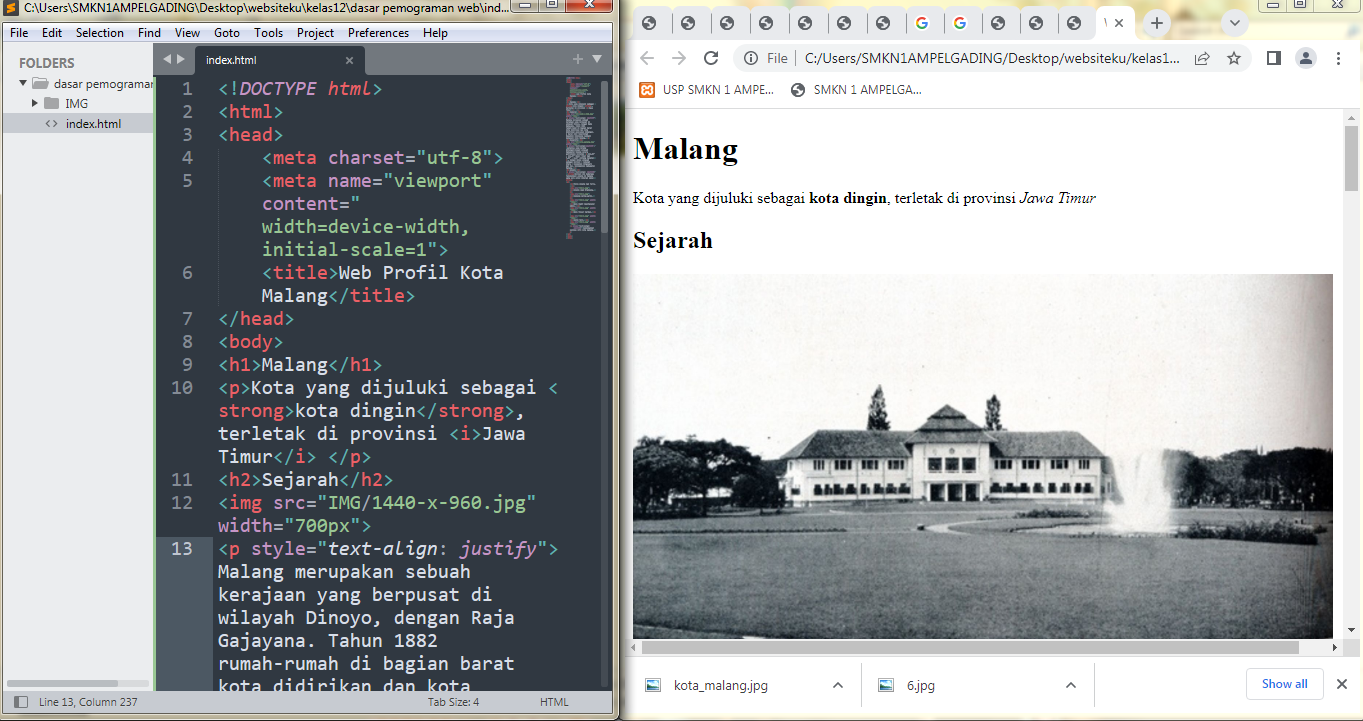 C:\Users\SMKN1AMPELGADING\Desktop\websiteku\kelas12\dasar pemograman web\ind...
File Edit Selection Find View Goto Tools Project Preferences Help
FOLDERS
dasar pemograman
IMG
index.html
index.html
1 <!DOCTYPE html>
2 <html>
3 <head>
4 <meta charset="utf-8">
5 <meta name="viewport"
content="
width=device-width,
initial-scale=1">
6 <title>Web Profil Kota
Malang</title>
7 </head>
8 <body>
9 <h1>Malang</h1>
10 <p>Kota yang dijuluki sebagai <
strong>kota dingin</strong>,
terletak di provinsi <i>Jawa
Timur</i> </p>
11 <h2>Sejarah</h2>
12 <img src="IMG/1440-x-960.jpg"
width="700px">
13 <p style="text-align: justify">
Malang merupakan sebuah
kerajaan yang berpusat di
wilayah Dinoyo, dengan Raja
Gajayana. Tahun 1882
rumah-rumah di bagian barat
kota didirikan dan kota
Line 13, Column 237
Tab Size: 4
HTML
File | C:/Users/SMKN1AMPELGADING/Desktop/websiteku/kelas1...
USP SMKN 1 AMPE...
SMKN 1 AMPELGA...
Malang
Kota yang dijuluki sebagai kota dingin, terletak di provinsi Jawa Timur
Sejarah
kota_malang.jpg
6.jpg
Show all